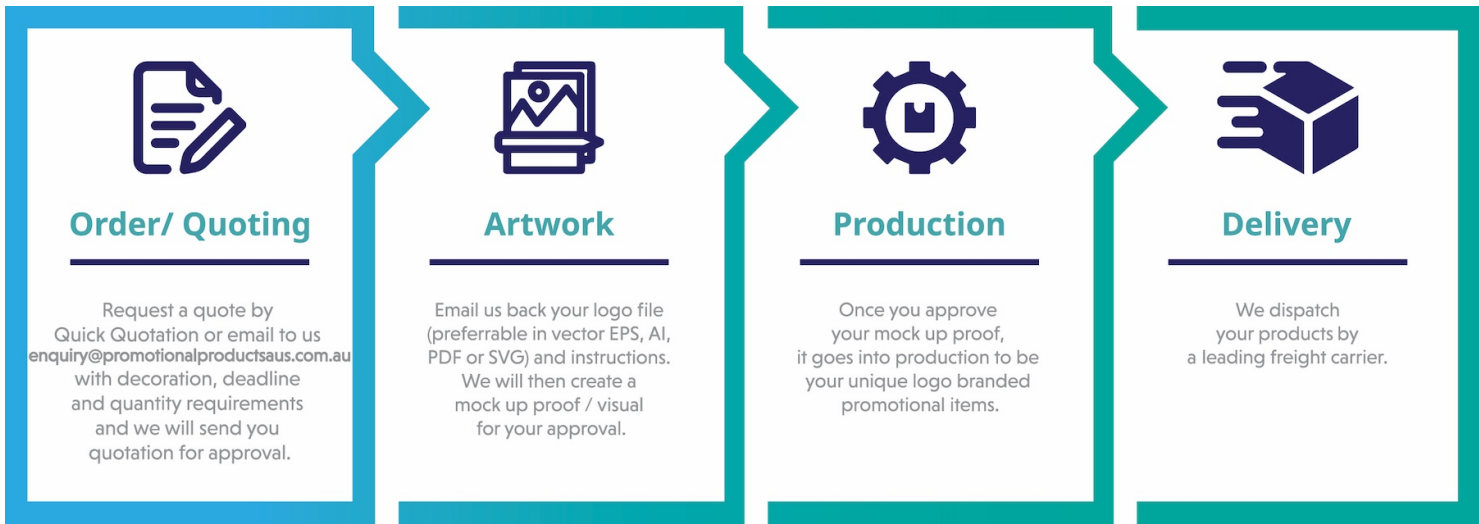 Order/ Quoting
Request a quote by
Quick Quotation or email to us
enquiry@promotionalproductsaus.com.au
with decoration, deadline
and quantity requirements
and we will send you
quotation for approval.
Artwork
Email us back your logo file
(preferrable in vector EPS, AI,
PDF or SVG) and instructions.
We will then create a
mock up proof / visual
for your approval.
Production
Once you approve
your mock up proof,
it goes into production to be
your unique logo branded
promotional items.
Delivery
We dispatch
your products by
a leading freight carrier.